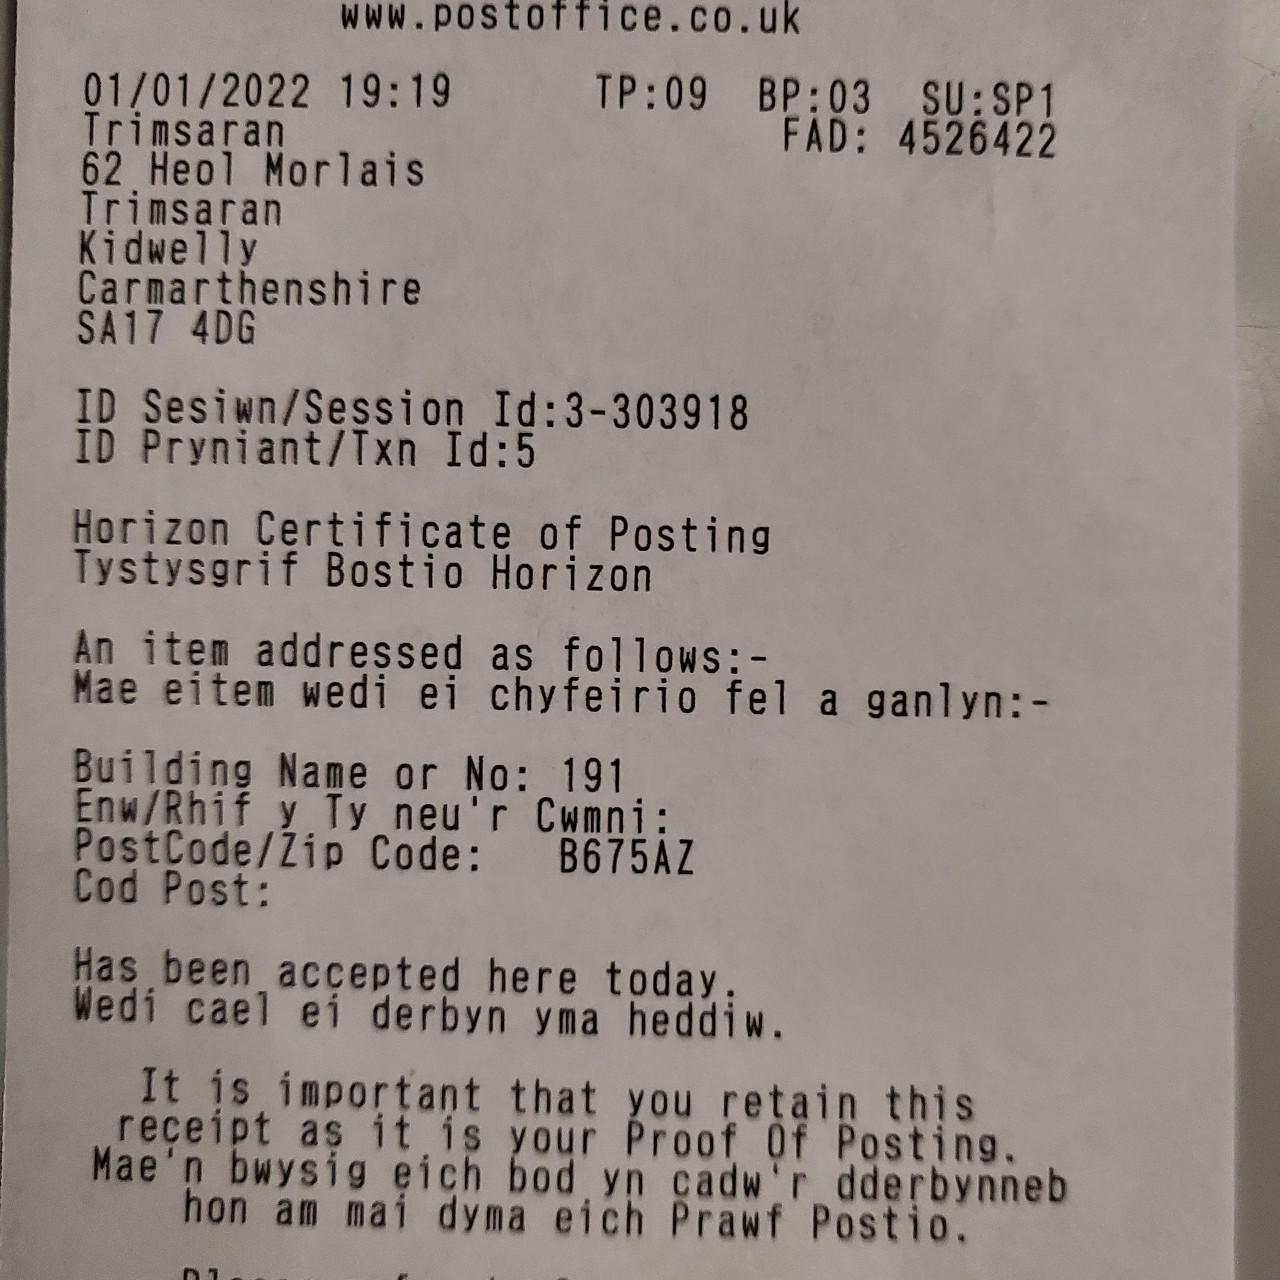 www.postoffice.co.uk
01/01/2022 19:19 TP:09 BP:03 SU:SP1
Trimsaran FAD: 4526422
62 Heol Morlais
Trimsaran
Kidwelly
Carmarthenshire
SA17 4DG
ID Sesiwn/Session Id:3-303918
ID Pryniant/Txn Id:5
Horizon Certificate of Posting
Tystysgrif Bostio Horizon
An item addressed as follows:-
Mae eitem wedi ei chyfeirio fel a ganlyn:-
Building Name or No: 191
Enw/Rhif y Ty neu'r Cwmni:
PostCode/Zip Code: B675AZ
Cod Post:
Has been accepted here today.
Wedi cael ei derbyn yma heddiw.
It is important that you retain this
receipt as it is your Proof Of Posting.
Mae'n bwysig eich bod yn cadw'r dderbynneb
hon am mai dyma eich Prawf Postio.